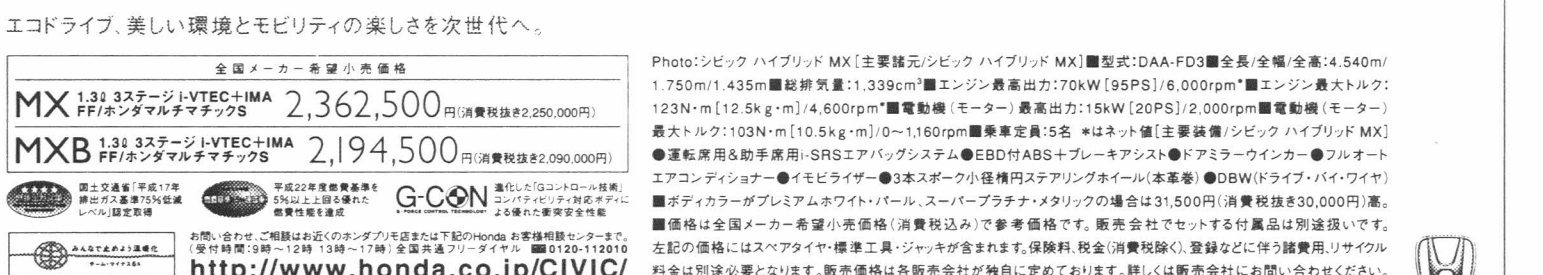 エコドライブ、美しい環境とモビリティの楽しさを次世代へ。
全国メーカー希望小売価格
MX 1.3ℓ 3ステージ i-VTEC+IMA
FF/ホンダマルチマチックS 2,362,500円(消費税抜き2,250,000円)
MXB 1.3ℓ 3ステージ i-VTEC+IMA
FF/ホンダマルチマチックS 2,194,500円(消費税抜き2,090,000円)
国土交通省「平成17年
排出ガス基準75%低減
レベル」認定取得
平成22年度燃費基準を
5%以上上回る優れた
燃費性能を達成
G-CON
G-FORCE CONTROL TECHNOLOGY
進化した「Gコントロール技術」
コンパティビリティ対応ボディに
よる優れた衝突安全性能
みんなで止めよう温暖化
チーム・マイナス6%
お問い合わせ、ご相談はお近くのホンダプリモ店または下記のHonda お客様相談センターまで。
(受付時間:9時〜12時 13時〜17時) 全国共通フリーダイヤル 0120-112010
http://www.honda.co.jp/CIVIC/
Photo:シビック ハイブリッド MX[主要諸元/シビック ハイブリッド MX]■型式:DAA-FD3■全長/全幅/全高:4.540m/
1.750m/1.435m■総排気量:1,339cm³■エンジン最高出力:70kW[95PS]/6,000rpm*■エンジン最大トルク:
123N・m[12.5kg・m]/4,600rpm*■電動機(モーター)最高出力:15kW[20PS]/2,000rpm■電動機(モーター)
最大トルク:103N・m[10.5kg・m]/0〜1,160rpm■乗車定員:5名 *はネット値[主要装備/シビック ハイブリッド MX]
●運転席用&助手席用i-SRSエアバッグシステム●EBD付ABS+ブレーキアシスト●ドアミラーウインカー●フルオート
エアコンディショナー●イモビライザー●3本スポーク小径楕円ステアリングホイール(本革巻)●DBW(ドライブ・バイ・ワイヤ)
■ボディカラーがプレミアムホワイト・パール、スーパープラチナ・メタリックの場合は31,500円(消費税抜き30,000円)高。
■価格は全国メーカー希望小売価格(消費税込み)で参考価格です。販売会社でセットする付属品は別途扱いです。
左記の価格にはスペアタイヤ・標準工具・ジャッキが含まれます。保険料、税金(消費税除く)、登録などに伴う諸費用、リサイクル
料金は別途必要となります。販売価格は各販売会社が独自に定めております。詳しくは販売会社にお問い合わせください。